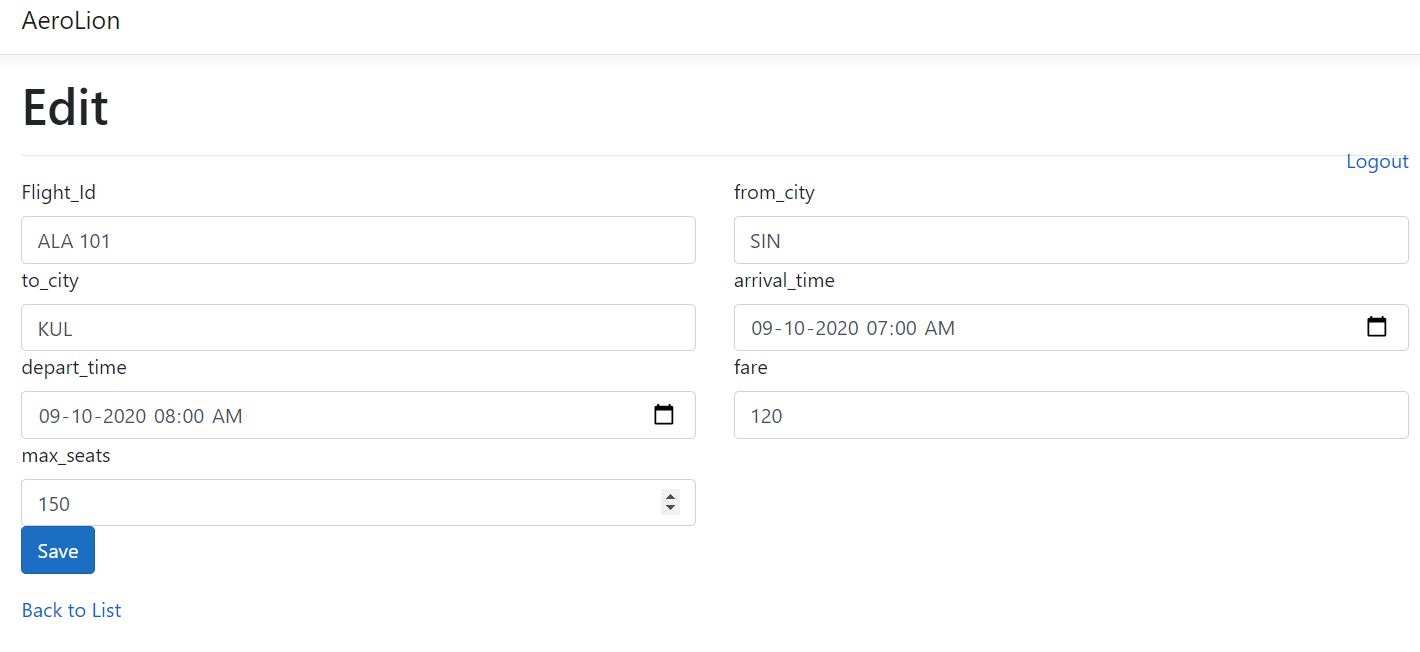 AeroLion
Edit
Logout
Flight_Id
from_city
ALA 101
SIN
to_city
arrival_time
KUL
09-10-2020 07:00 AM
depart_time
fare
09-10-2020 08:00 AM
120
max_seats
150
Save
Back to List